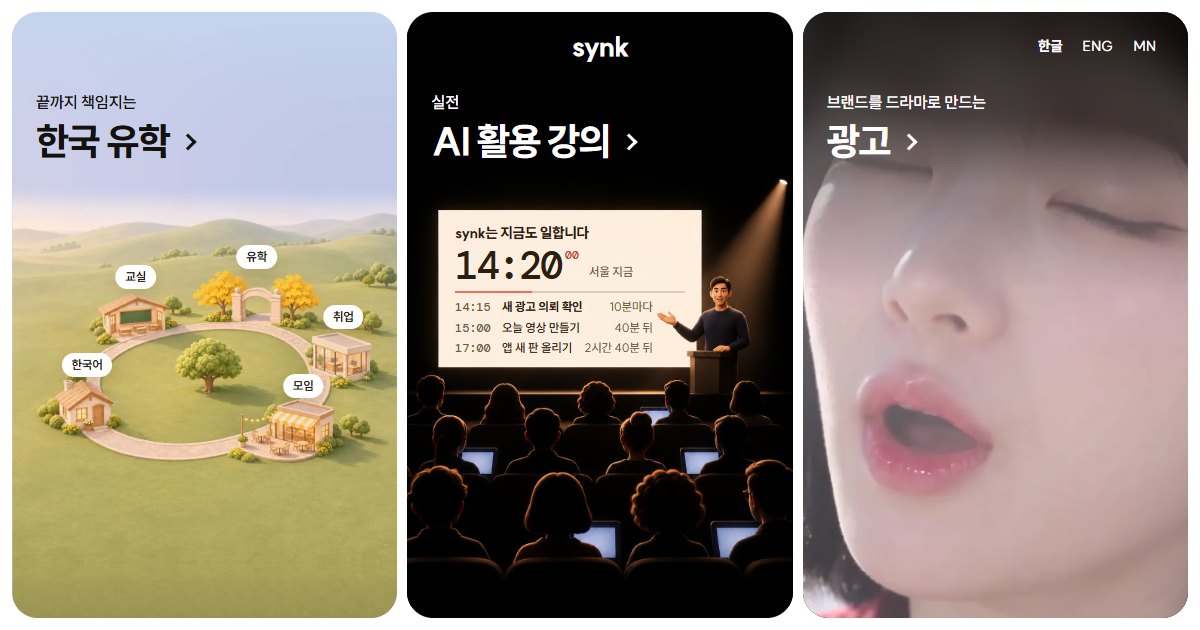 끝까지 책임지는
한국 유학
유학
교실
취업
한국어
모임
synk
실전
AI 활용 강의
synk는 지금도 일합니다
14:20 00 서울 지금
14:15 새 광고 의뢰 확인 10분마다
15:00 오늘 영상 만들기 40분 뒤
17:00 앱 새 판 올리기 2시간 40분 뒤
한글 ENG MN
브랜드를 드라마로 만드는
광고